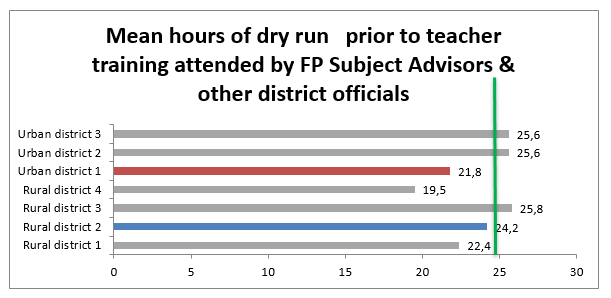 Mean hours of dry run prior to teacher
training attended by FP Subject Advisors &
other district officials
Urban district 3 25,6
Urban district 2 25,6
Urban district 1 21,8
Rural district 4 19,5
Rural district 3 25,8
Rural district 2 24,2
Rural district 1 22,4
0 5 10 15 20 25 30